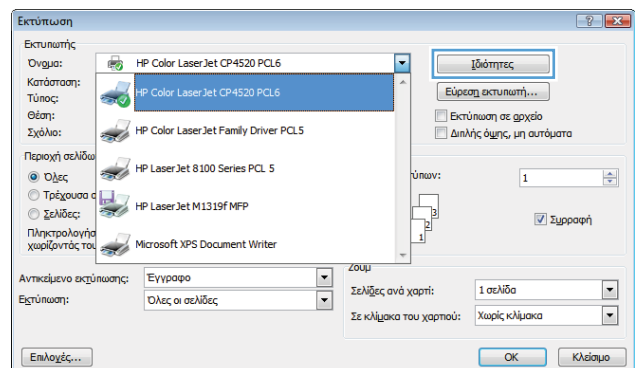 Εκτύπωση
Εκτυπωτής
Όνομα: HP Color LaserJet CP4520 PCL6
Ιδιότητες
Κατάσταση:
HP Color LaserJet CP4520 PCL6
Εύρεση εκτυπωτή...
Τύπος:
Θέση:
Εκτύπωση σε αρχείο
Σχόλιο:
HP Color LaserJet Family Driver PCL5
Διπλής όψης, μη αυτόματα
Περιοχή σελίδω
HP LaserJet 8100 Series PCL 5
τύπων: 1
Όλες
Τρέχουσα σ
HP LaserJet M1319f MFP
Σελίδες:
3
2
1
Συρραφή
Πληκτρολογήσ
χωρίζοντάς του
Microsoft XPS Document Writer
Ζουμ
Αντικείμενο εκτύπωσης: Έγγραφο
Σελίδες ανά χαρτί: 1 σελίδα
Εκτύπωση: Όλες οι σελίδες
Σε κλίμακα του χαρτιού: Χωρίς κλίμακα
Επιλογές...
OK
Κλείσιμο